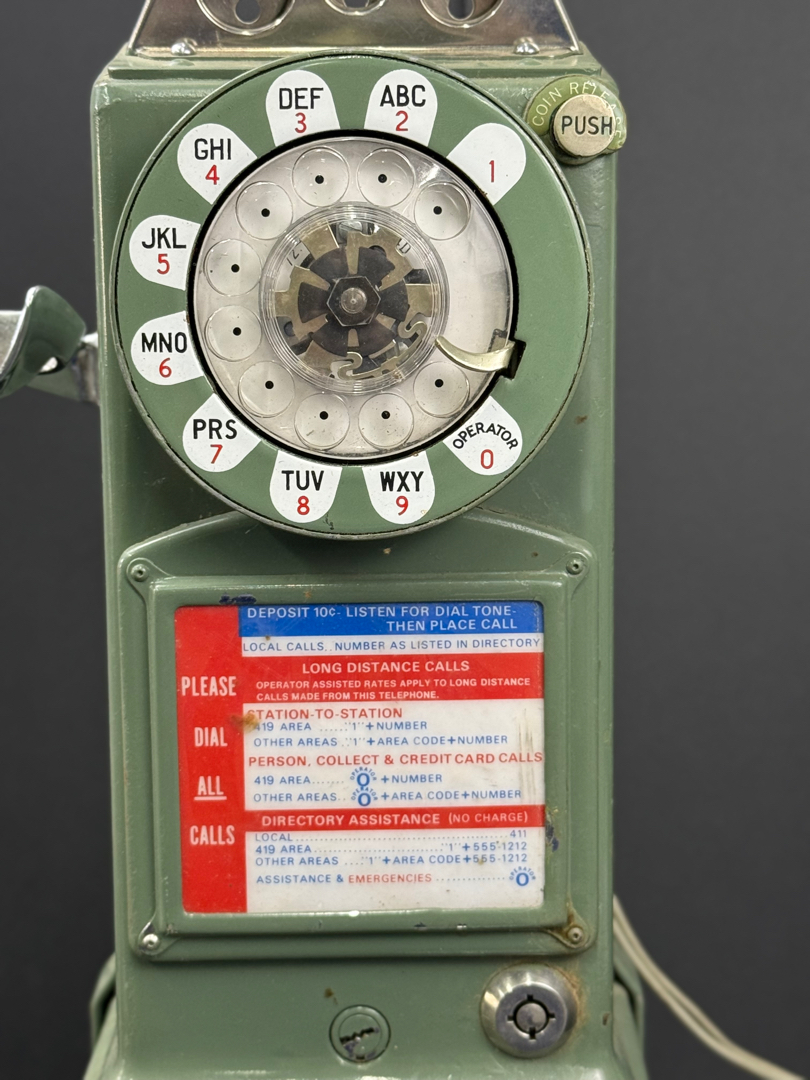 COIN RELEASE
PUSH
ABC
2
DEF
3
1
GHI
4
JKL
5
MNO
6
PRS
7
TUV
8
WXY
9
OPERATOR
0
DEPOSIT 10¢- LISTEN FOR DIAL TONE-
THEN PLACE CALL
LOCAL CALLS..NUMBER AS LISTED IN DIRECTORY
PLEASE
DIAL
ALL
CALLS
LONG DISTANCE CALLS
OPERATOR ASSISTED RATES APPLY TO LONG DISTANCE
CALLS MADE FROM THIS TELEPHONE.
STATION-TO-STATION
419 AREA ....."1"+NUMBER
OTHER AREAS .."1"+AREA CODE+NUMBER
PERSON, COLLECT & CREDIT CARD CALLS
419 AREA....... OPERATOR O +NUMBER
OTHER AREAS.. OPERATOR O +AREA CODE+NUMBER
DIRECTORY ASSISTANCE (NO CHARGE)
LOCAL.......................................411
419 AREA..........................."1"+555-1212
OTHER AREAS ...."1"+AREA CODE+555-1212
ASSISTANCE & EMERGENCIES .............. OPERATOR O